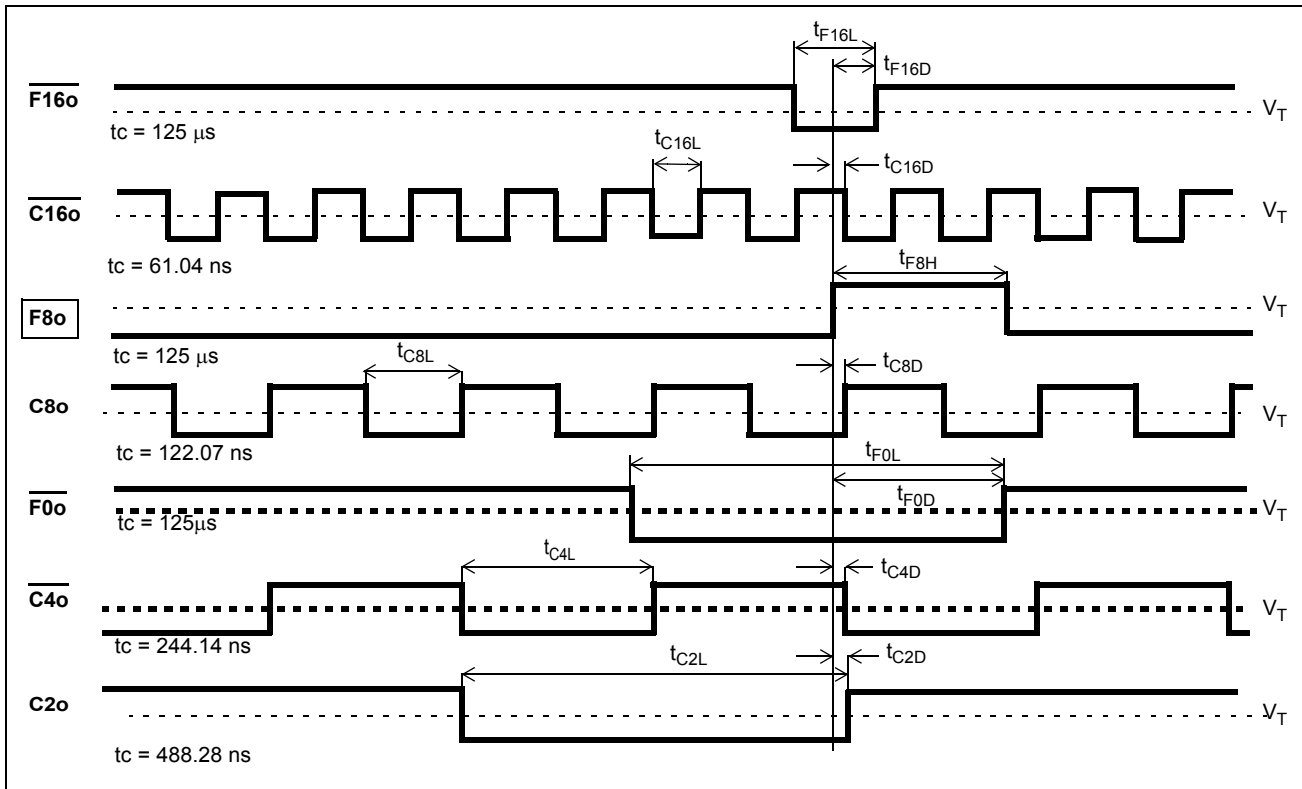 tF16L
tF16D
F16o
VT
tc = 125 μs
tC16L
tC16D
C16o
VT
tc = 61.04 ns
tF8H
F8o
VT
tc = 125 μs
tC8L
tC8D
C8o
VT
tc = 122.07 ns
tF0L
F0o
tF0D
VT
tc = 125μs
tC4L
tC4D
C4o
VT
tc = 244.14 ns
tC2L
tC2D
C2o
VT
tc = 488.28 ns